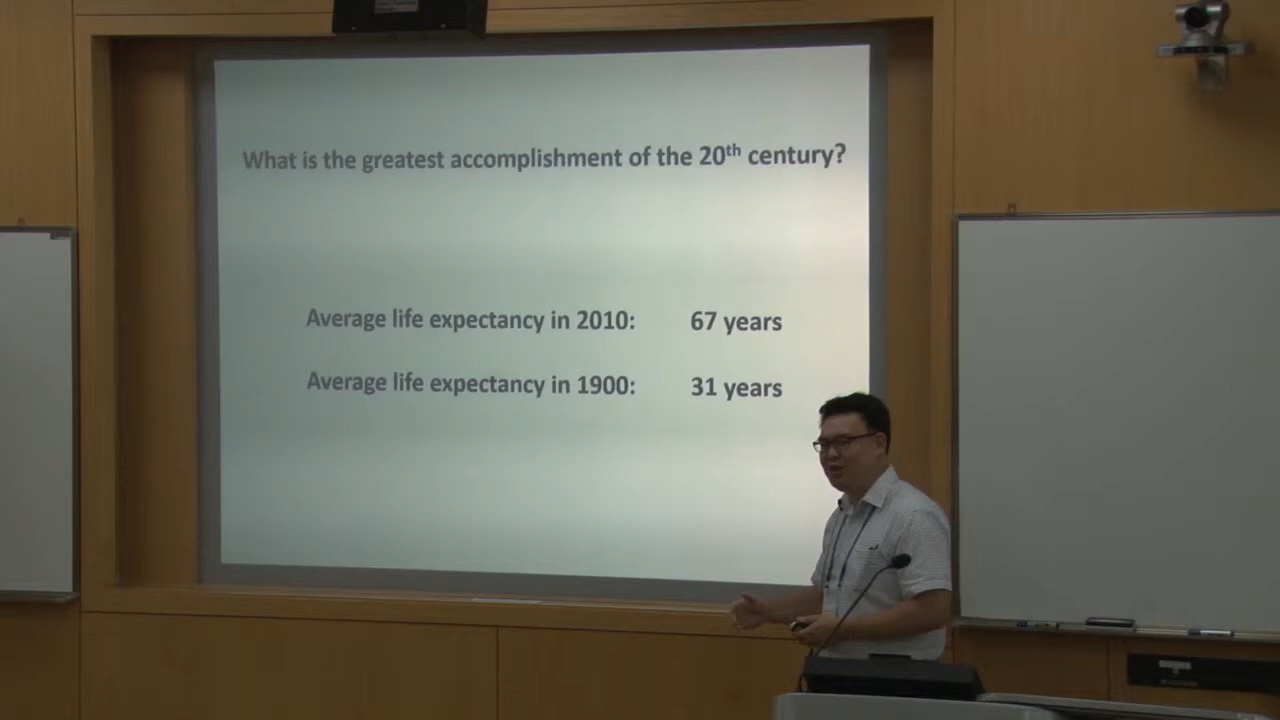 What is the greatest accomplishment of the 20th century?
Average life expectancy in 2010: 67 years
Average life expectancy in 1900: 31 years